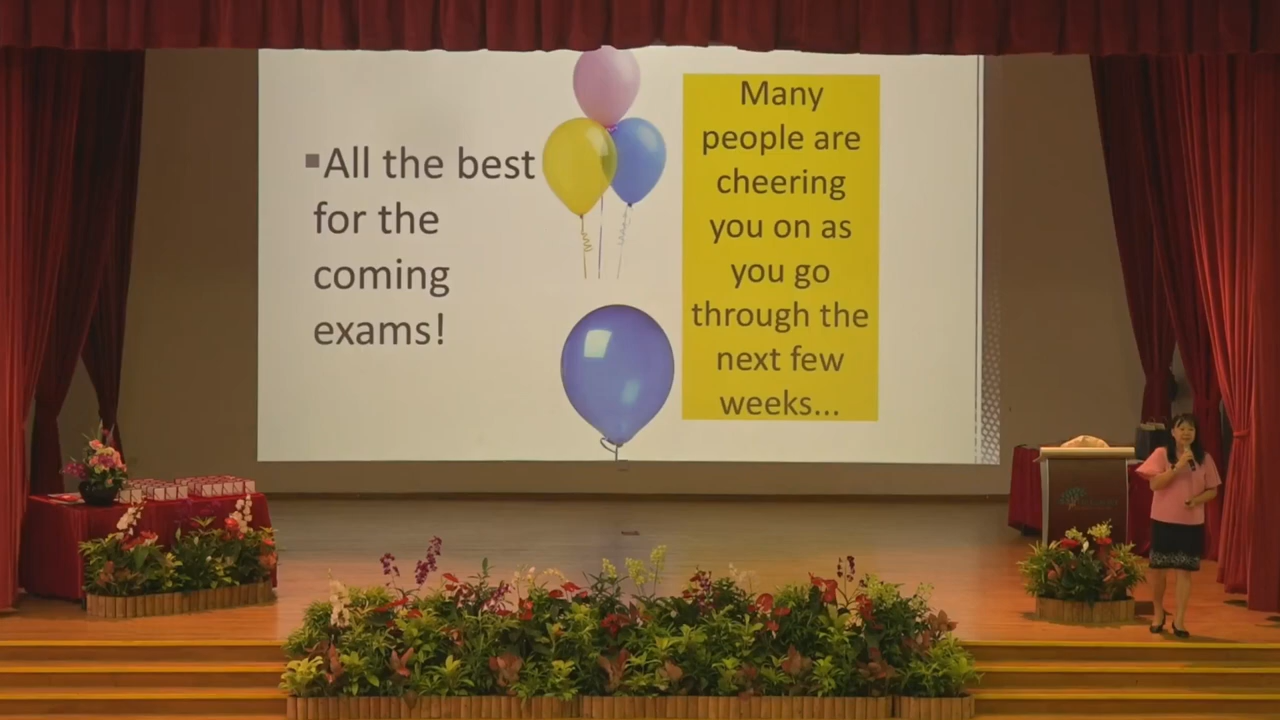 ▪All the best
for the
coming
exams!
Many
people are
cheering
you on as
you go
through the
next few
weeks...